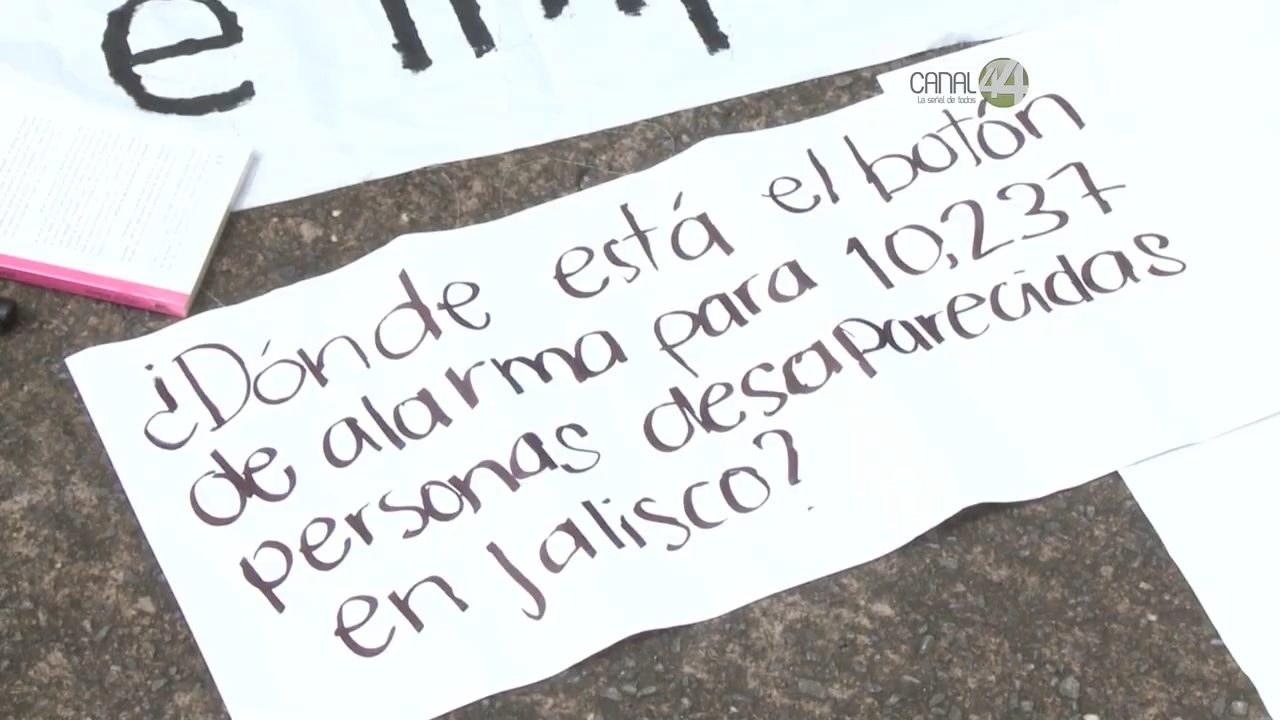 CANAL 44
La señal de todos
¿Dónde está el botón
de alarma para 10,237
personas desaparecidas
en Jalisco?